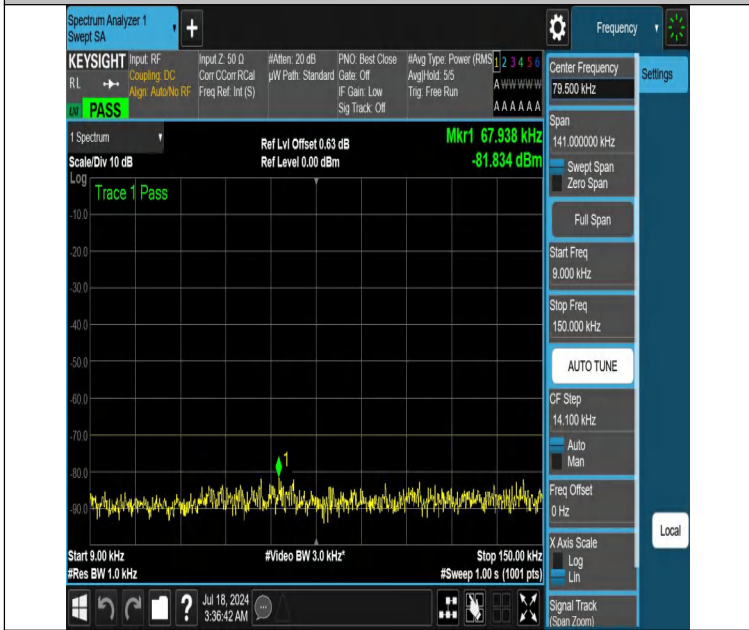 Spectrum Analyzer 1
Swept SA
Frequency
KEYSIGHT
RL
PASS
Input: RF
Coupling: DC
Align: Auto/No RF
Input Z: 50 Ω
Corr CCorr RCal
Freq Ref: Int (S)
#Atten: 20 dB
µW Path: Standard
PNO: Best Close
Gate: Off
IF Gain: Low
Sig Track: Off
#Avg Type: Power (RMS
Avg|Hold: 5/5
Trig: Free Run
1 2 3 4 5 6
A W W W W W
A A A A A A
Center Frequency
79.500 kHz
Settings
1 Spectrum
Scale/Div 10 dB
Ref Lvl Offset 0.63 dB
Ref Level 0.00 dBm
Mkr1 67.938 kHz
-81.834 dBm
Span
141.000000 kHz
Swept Span
Zero Span
Full Span
Start Freq
9.000 kHz
Stop Freq
150.000 kHz
AUTO TUNE
CF Step
14.100 kHz
Auto
Man
Freq Offset
0 Hz
X Axis Scale
Log
Lin
Signal Track
(Span Zoom)
Local
Log
Trace 1 Pass
-10.0
-20.0
-30.0
-40.0
-50.0
-60.0
-70.0
-80.0
-90.0
1
Start 9.00 kHz
#Res BW 1.0 kHz
#Video BW 3.0 kHz*
Stop 150.00 kHz
#Sweep 1.00 s (1001 pts)
?
Jul 18, 2024
3:36:42 AM